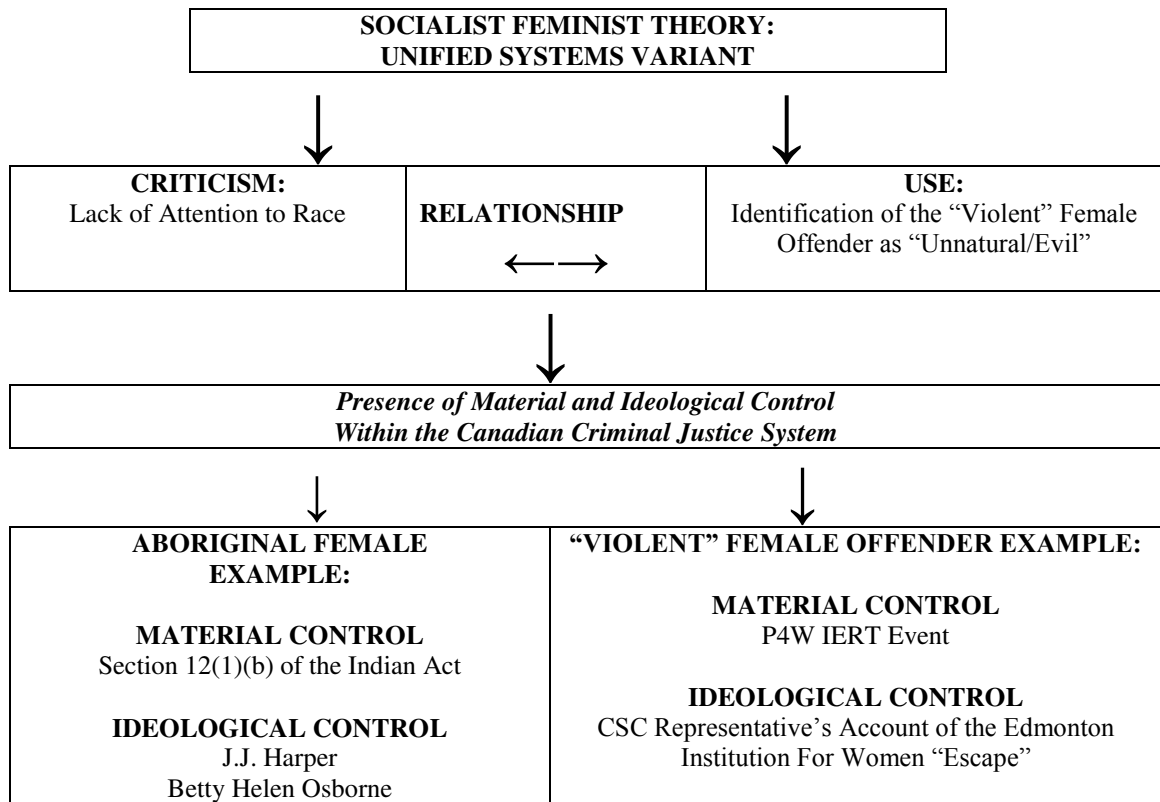 SOCIALIST FEMINIST THEORY:
UNIFIED SYSTEMS VARIANT
CRITICISM:
Lack of Attention to Race
RELATIONSHIP
USE:
Identification of the “Violent” Female
Offender as “Unnatural/Evil”
Presence of Material and Ideological Control
Within the Canadian Criminal Justice System
ABORIGINAL FEMALE
EXAMPLE:
MATERIAL CONTROL
Section 12(1)(b) of the Indian Act
IDEOLOGICAL CONTROL
J.J. Harper
Betty Helen Osborne
“VIOLENT” FEMALE OFFENDER EXAMPLE:
MATERIAL CONTROL
P4W IERT Event
IDEOLOGICAL CONTROL
CSC Representative’s Account of the Edmonton
Institution For Women “Escape”